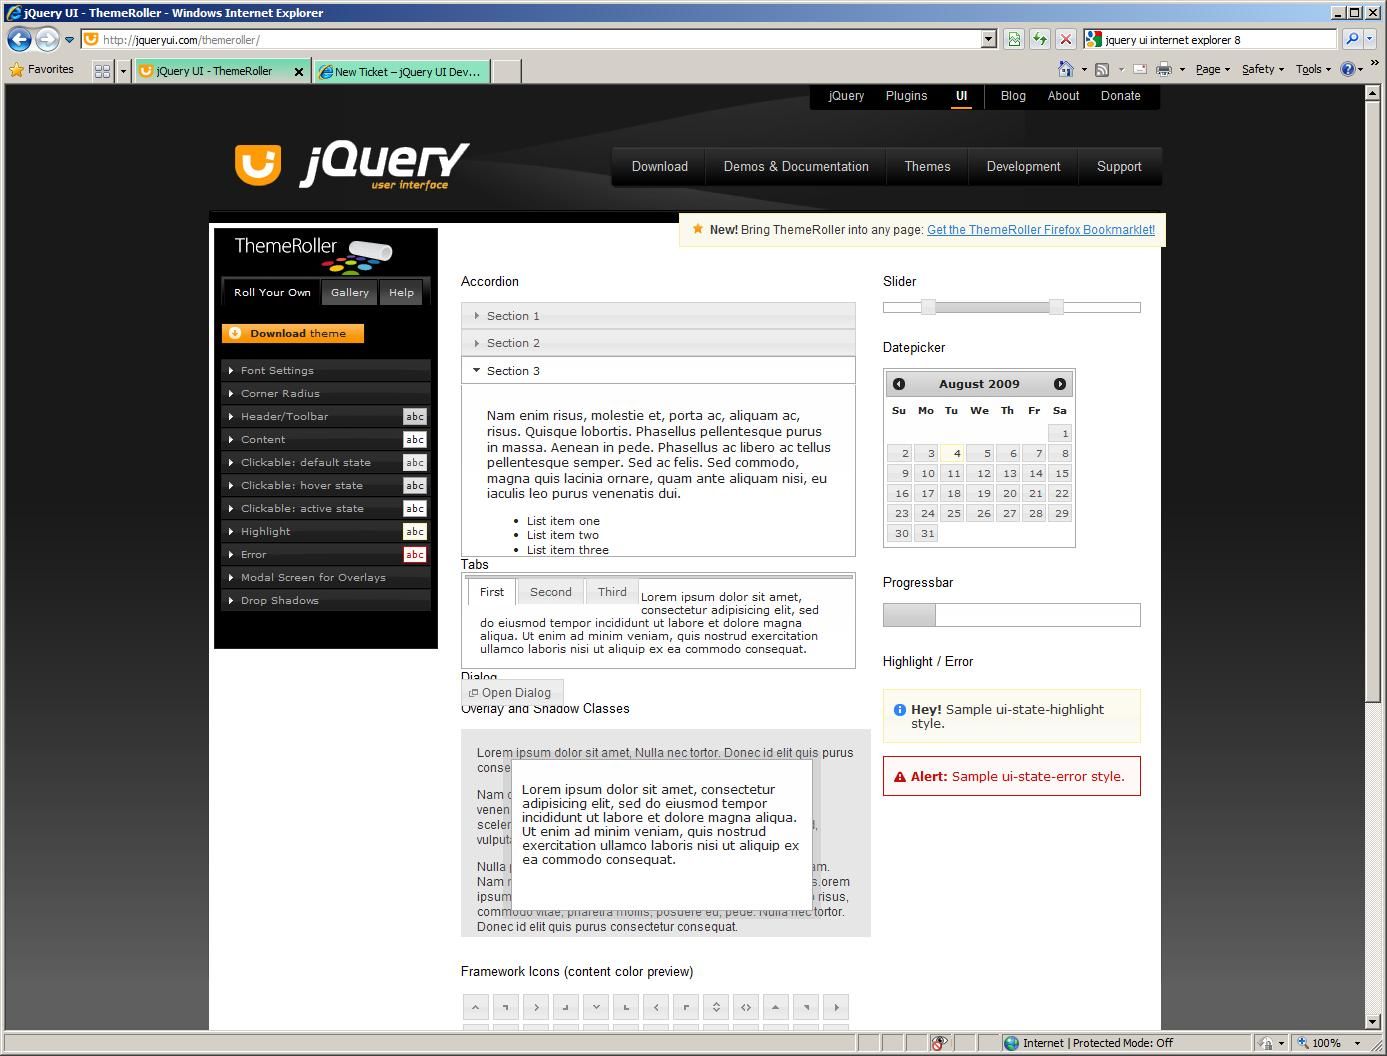 jQuery UI - ThemeRoller - Windows Internet Explorer
http://jqueryui.com/themeroller/
jquery ui internet explorer 8
Favorites
jQuery UI - ThemeRoller
New Ticket – jQuery UI Dev...
Page
Safety
Tools
jQuery
Plugins
UI
Blog
About
Donate
jQuery
user interface
Download
Demos & Documentation
Themes
Development
Support
New! Bring ThemeRoller into any page: Get the ThemeRoller Firefox Bookmarklet!
ThemeRoller
Roll Your Own
Gallery
Help
Download theme
Font Settings
Corner Radius
Header/Toolbar abc
Content abc
Clickable: default state abc
Clickable: hover state abc
Clickable: active state abc
Highlight abc
Error abc
Modal Screen for Overlays
Drop Shadows
Accordion
Section 1
Section 2
Section 3
Nam enim risus, molestie et, porta ac, aliquam ac,
risus. Quisque lobortis. Phasellus pellentesque purus
in massa. Aenean in pede. Phasellus ac libero ac tellus
pellentesque semper. Sed ac felis. Sed commodo,
magna quis lacinia ornare, quam ante aliquam nisi, eu
iaculis leo purus venenatis dui.
List item one
List item two
List item three
Tabs
First
Second
Third
Lorem ipsum dolor sit amet,
consectetur adipisicing elit, sed
do eiusmod tempor incididunt ut labore et dolore magna
aliqua. Ut enim ad minim veniam, quis nostrud exercitation
ullamco laboris nisi ut aliquip ex ea commodo consequat.
Dialog
Open Dialog
Overlay and Shadow Classes
Lorem ipsum dolor sit amet, Nulla nec tortor. Donec id elit quis purus
conse
Nam
venen
sceler
vulput
Nulla am.
Nam orem
ipsum risus,
commodo vitae, pharetra mollis, posuere eu, pede. Nulla nec tortor.
Donec id elit quis purus consectetur consequat.
Lorem ipsum dolor sit amet, consectetur
adipisicing elit, sed do eiusmod tempor
incididunt ut labore et dolore magna aliqua.
Ut enim ad minim veniam, quis nostrud
exercitation ullamco laboris nisi ut aliquip ex
ea commodo consequat.
Framework Icons (content color preview)
Slider
Datepicker
August 2009
Su Mo Tu We Th Fr Sa
1
2 3 4 5 6 7 8
9 10 11 12 13 14 15
16 17 18 19 20 21 22
23 24 25 26 27 28 29
30 31
Progressbar
Highlight / Error
Hey! Sample ui-state-highlight
style.
Alert: Sample ui-state-error style.
Internet | Protected Mode: Off
100%